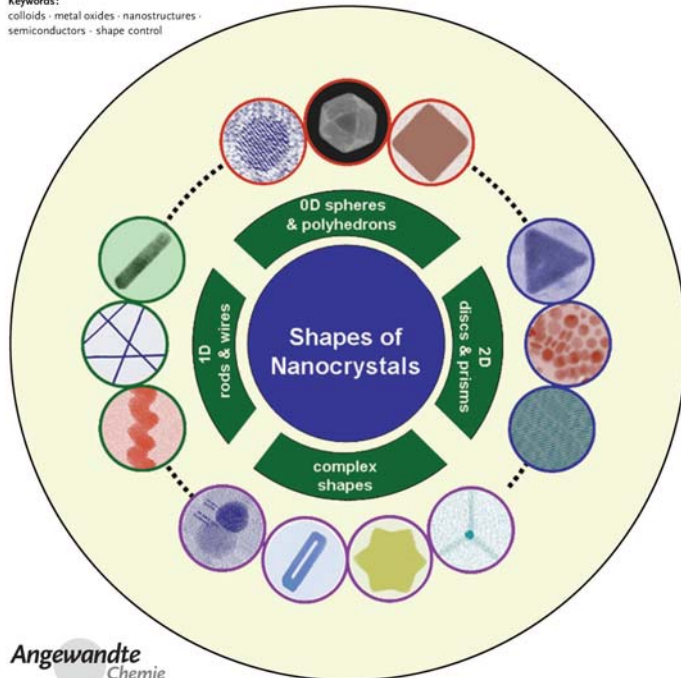 Keywords:
colloids · metal oxides · nanostructures ·
semiconductors · shape control
0D spheres
& polyhedrons
1D
rods & wires
Shapes of
Nanocrystals
2D
discs & prisms
complex
shapes
Angewandte
Chemie